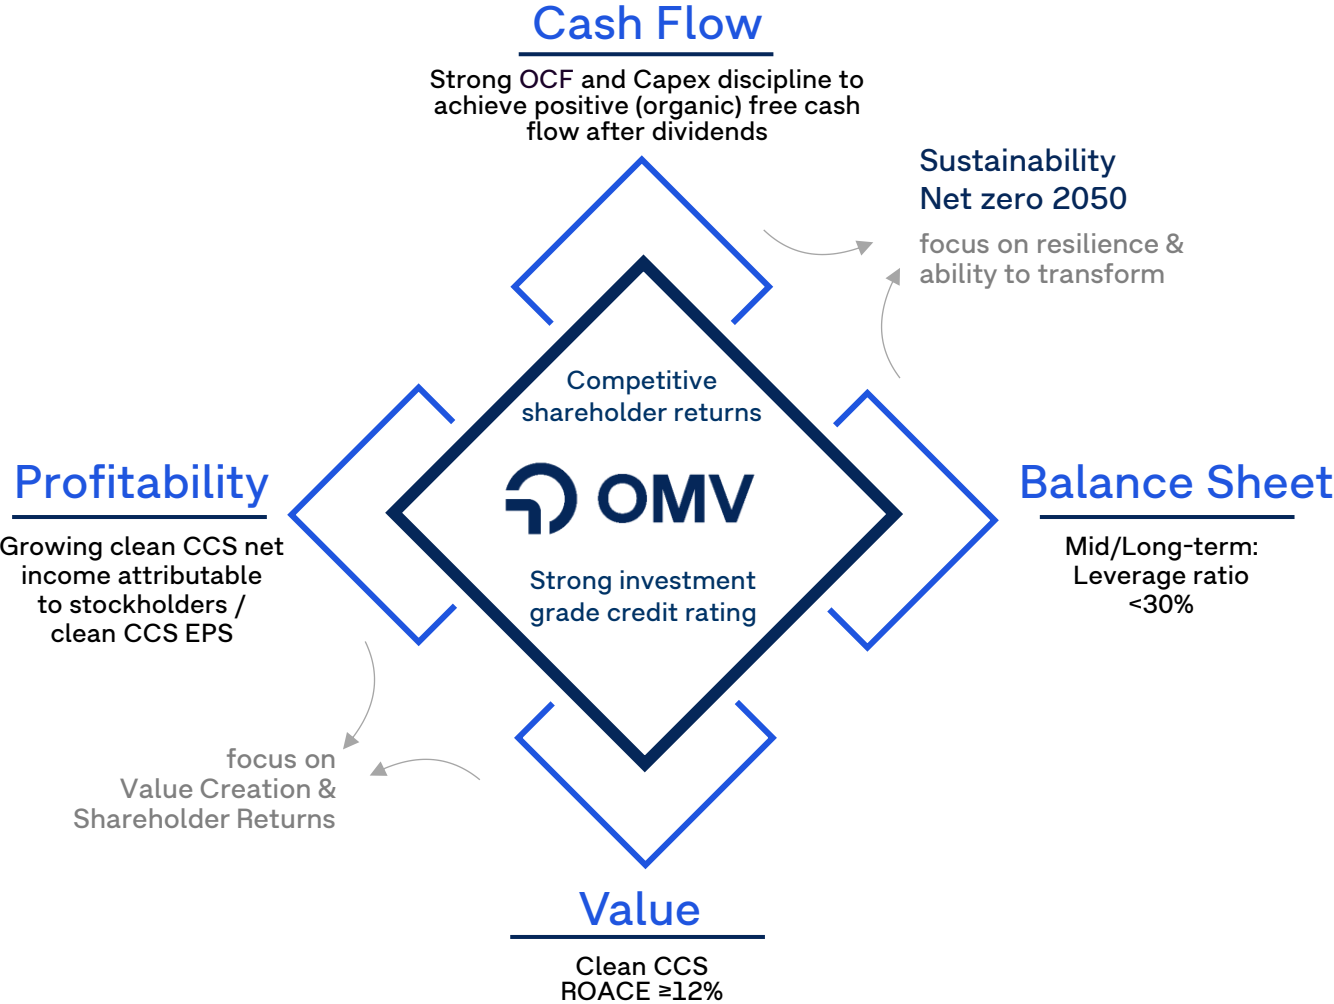 Cash Flow
Strong OCF and Capex discipline to
achieve positive (organic) free cash
flow after dividends
Sustainability
Net zero 2050
focus on resilience &
ability to transform
Competitive
shareholder returns
OMV
Strong investment
grade credit rating
Profitability
Growing clean CCS net
income attributable
to stockholders /
clean CCS EPS
Balance Sheet
Mid/Long-term:
Leverage ratio
<30%
focus on
Value Creation &
Shareholder Returns
Value
Clean CCS
ROACE ≥12%